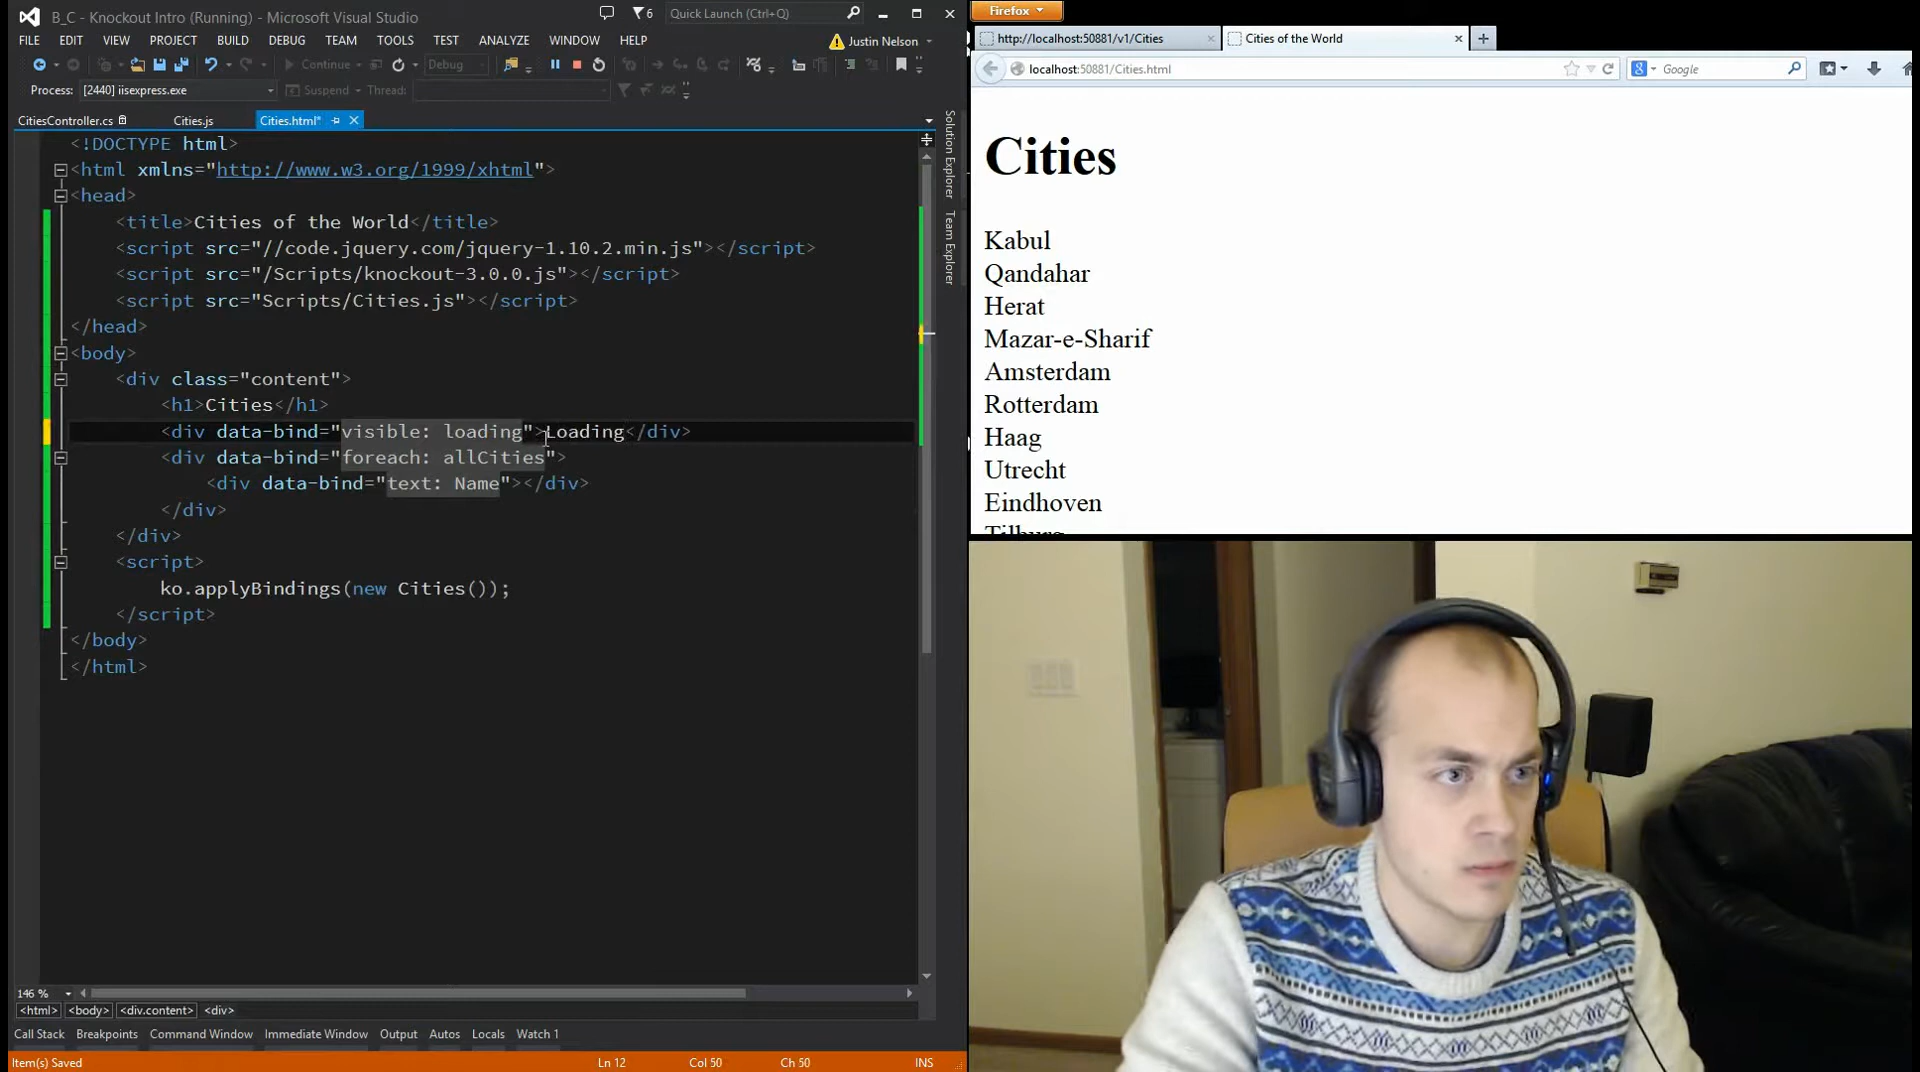 B_C - Knockout Intro (Running) - Microsoft Visual Studio
6
Quick Launch (Ctrl+Q)
FILE EDIT VIEW PROJECT BUILD DEBUG TEAM TOOLS TEST ANALYZE WINDOW HELP
Justin Nelson
Continue
Debug
Process: [2440] iisexpress.exe
Suspend
Thread:
CitiesController.cs
Cities.js
Cities.html*
<!DOCTYPE html>
<html xmlns="http://www.w3.org/1999/xhtml">
<head>
<title>Cities of the World</title>
<script src="//code.jquery.com/jquery-1.10.2.min.js"></script>
<script src="/Scripts/knockout-3.0.0.js"></script>
<script src="Scripts/Cities.js"></script>
</head>
<body>
<div class="content">
<h1>Cities</h1>
<div data-bind="visible: loading">Loading</div>
<div data-bind="foreach: allCities">
<div data-bind="text: Name"></div>
</div>
</div>
<script>
ko.applyBindings(new Cities());
</script>
</body>
</html>
Solution Explorer
Team Explorer
146 %
<html> <body> <div.content> <div>
Call Stack Breakpoints Command Window Immediate Window Output Autos Locals Watch 1
Item(s) Saved
Ln 12
Col 50
Ch 50
INS
Firefox
http://localhost:50881/v1/Cities
Cities of the World
localhost:50881/Cities.html
Google
Cities
Kabul
Qandahar
Herat
Mazar-e-Sharif
Amsterdam
Rotterdam
Haag
Utrecht
Eindhoven
Tilburg